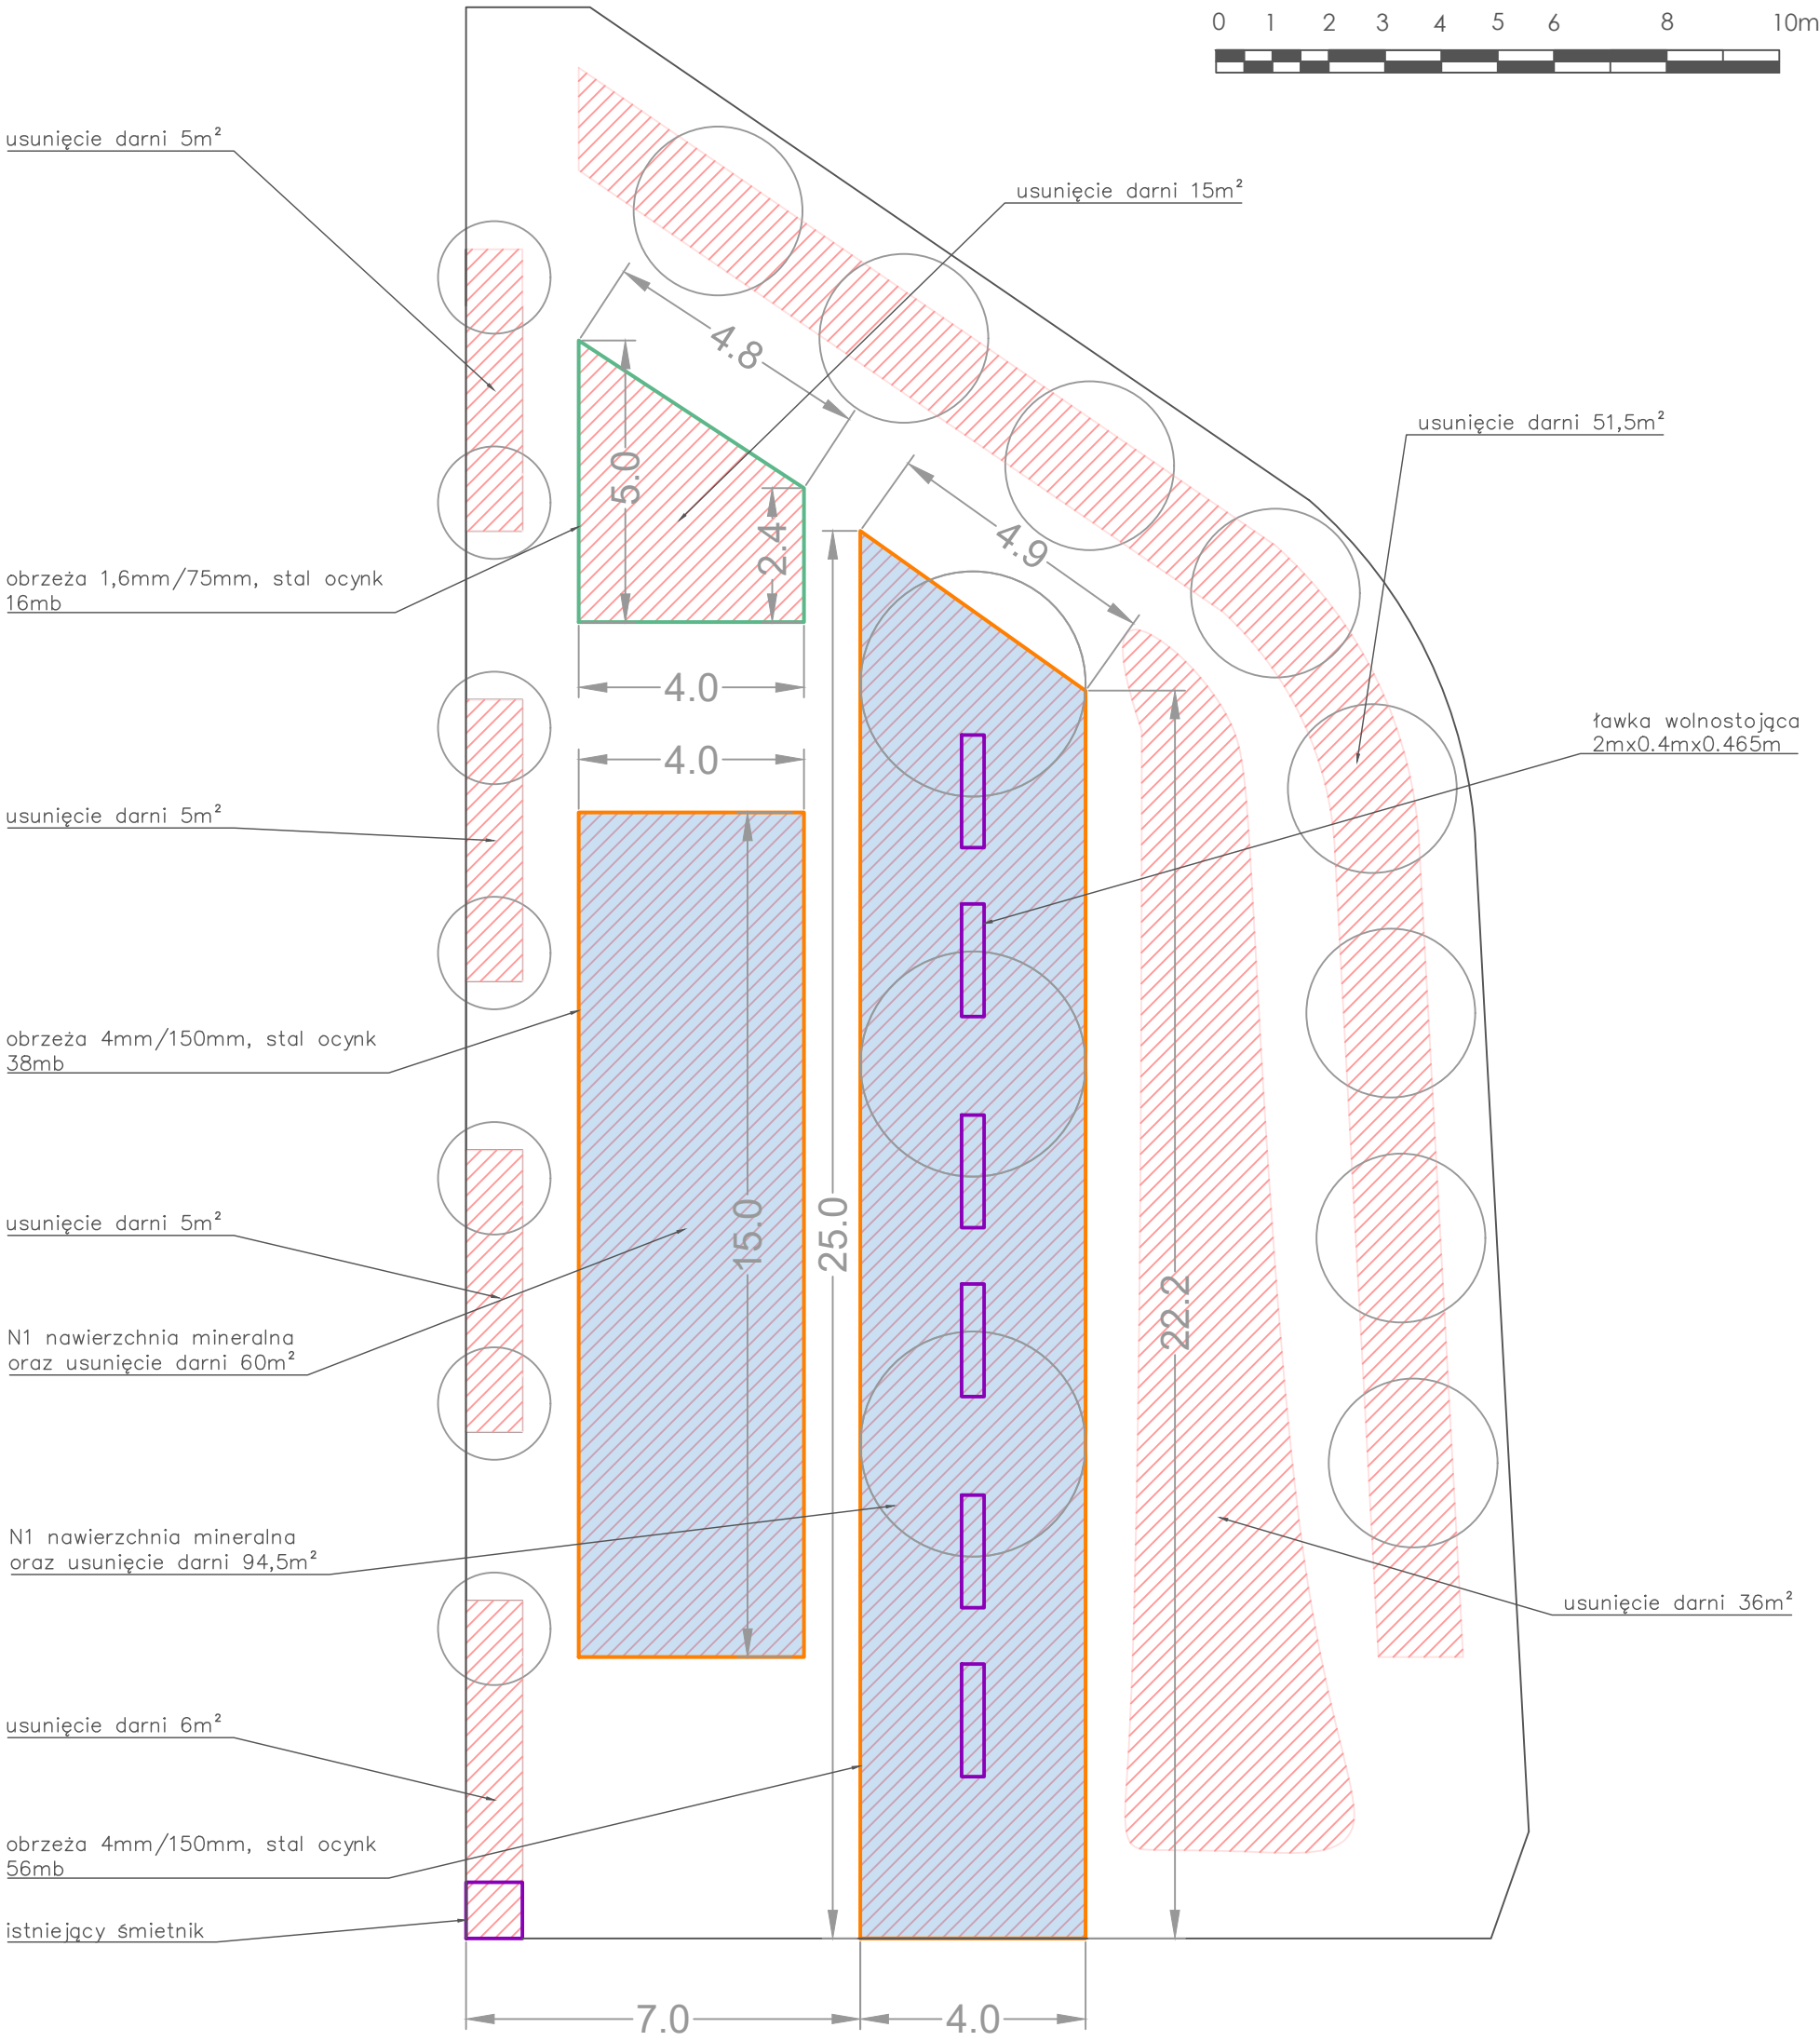 0 1 2 3 4 5 6 8 10m
usunięcie darni 5m²
usunięcie darni 15m²
4.8
usunięcie darni 51,5m²
5.0
4.9
2.4
obrzeża 1,6mm/75mm, stal ocynk
16mb
4.0
ławka wolnostojąca
2mx0.4mx0.465m
4.0
usunięcie darni 5m²
obrzeża 4mm/150mm, stal ocynk
38mb
usunięcie darni 5m²
15.0
25.0
22.2
N1 nawierzchnia mineralna
oraz usunięcie darni 60m²
N1 nawierzchnia mineralna
oraz usunięcie darni 94,5m²
usunięcie darni 36m²
usunięcie darni 6m²
obrzeża 4mm/150mm, stal ocynk
56mb
istniejący śmietnik
7.0
4.0